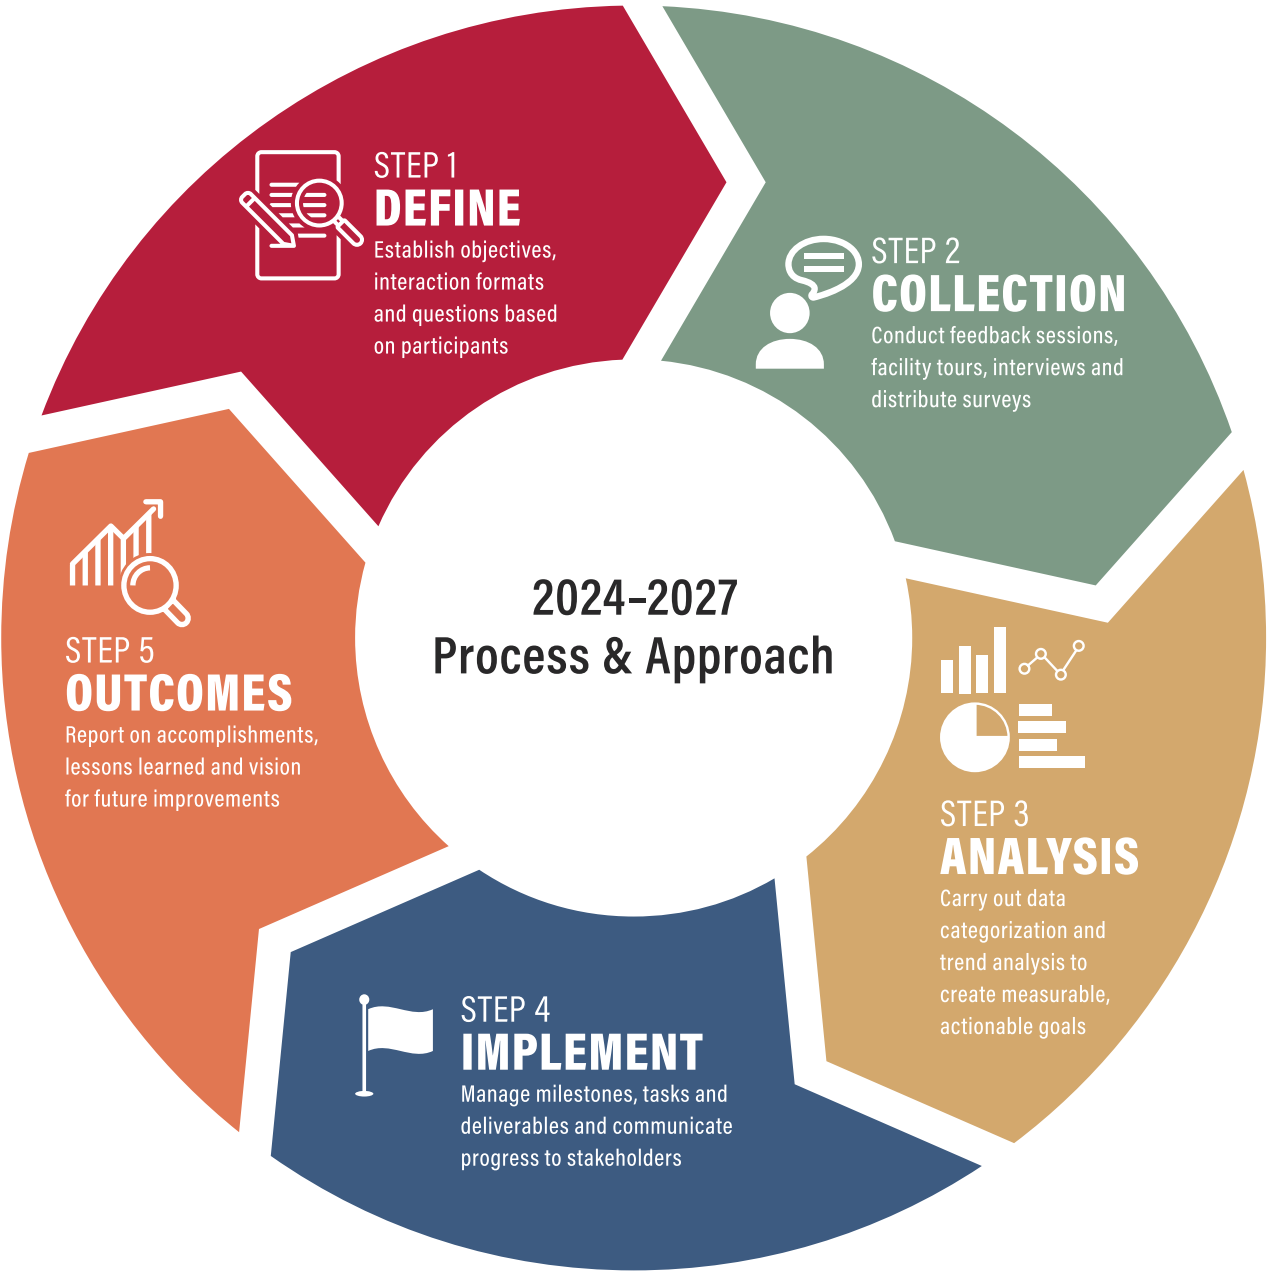 STEP 1
DEFINE
Establish objectives,
interaction formats
and questions based
on participants
STEP 2
COLLECTION
Conduct feedback sessions,
facility tours, interviews and
distribute surveys
STEP 3
ANALYSIS
Carry out data
categorization and
trend analysis to
create measurable,
actionable goals
STEP 4
IMPLEMENT
Manage milestones, tasks and
deliverables and communicate
progress to stakeholders
STEP 5
OUTCOMES
Report on accomplishments,
lessons learned and vision
for future improvements
2024–2027
Process & Approach